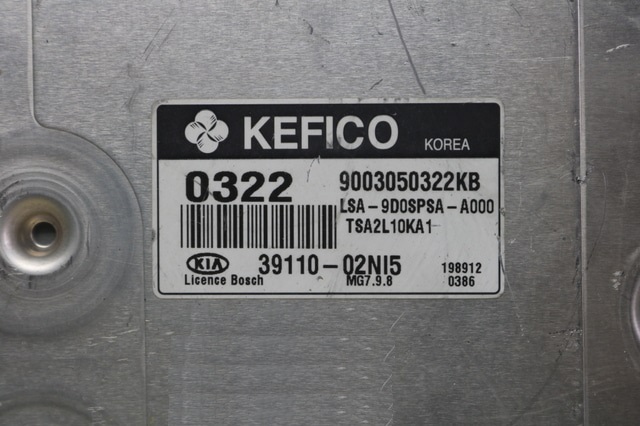 KEFICO KOREA
0322 9003050322KB
LSA-9D0SPSA-A000
TSA2L10KA1
KIA 39110-02NI5 198912
Licence Bosch MG7.9.8 0386